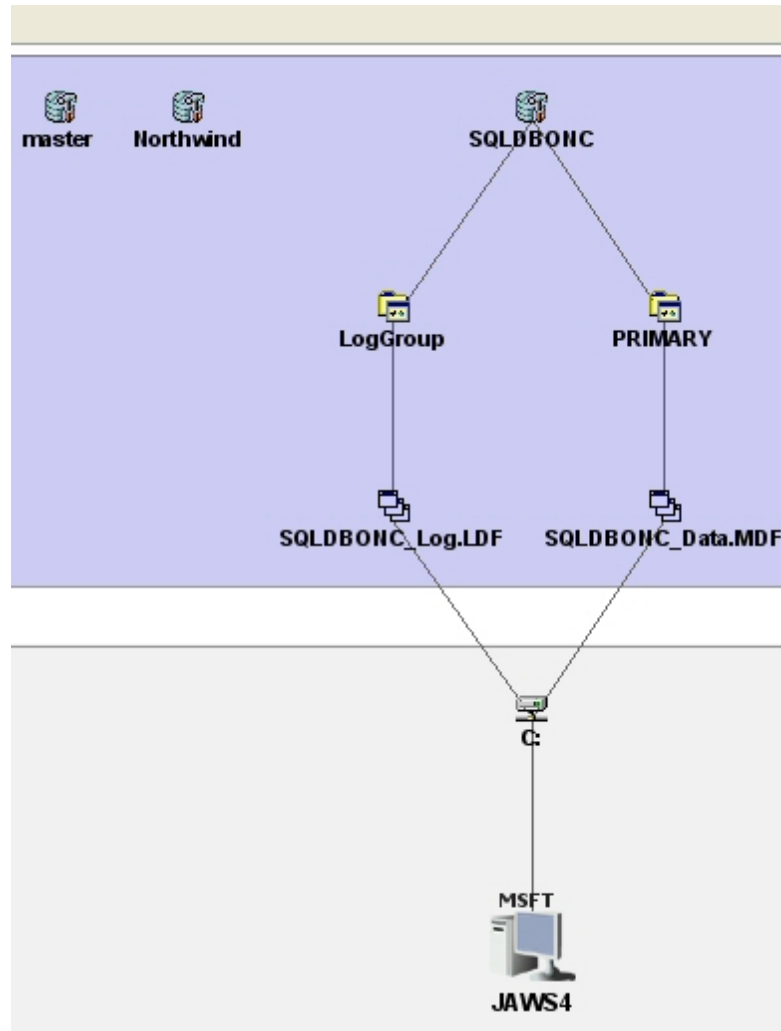 master Northwind SQLDBONC
LogGroup PRIMARY
SQLDBONC_Log.LDF SQLDBONC_Data.MDF
C:
MSFT
JAWS4